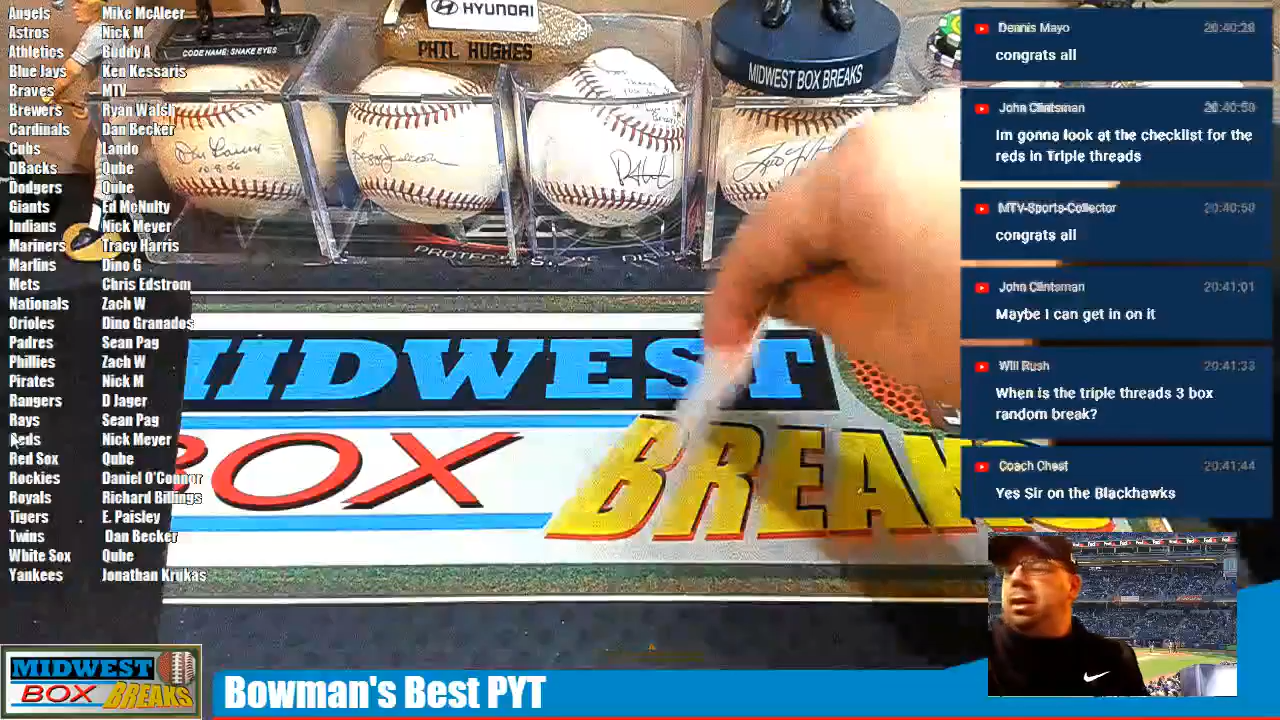 Angels Mike McAleer
Astros Nick M
Athletics Buddy A
Blue Jays Ken Kessaris
Braves MTV
Brewers Ryan Walsh
Cardinals Dan Becker
Cubs Lando
DBacks Qube
Dodgers Qube
Giants Ed McNulty
Indians Nick Meyer
Mariners Tracy Harris
Marlins Dino G
Mets Chris Edstrom
Nationals Zach W
Orioles Dino Granados
Padres Sean Pag
Phillies Zach W
Pirates Nick M
Rangers D Jager
Rays Sean Pag
Reds Nick Meyer
Red Sox Qube
Rockies Daniel O'Connor
Royals Richard Billings
Tigers E. Paisley
Twins Dan Becker
White Sox Qube
Yankees Jonathan Krukas
CODE NAME: SNAKE EYES
HYUNDAI
PHIL HUGHES
MIDWEST BOX BREAKS
MIDWEST
BOX BREAKS
Dennis Mayo 20:40:28
congrats all
John Clintsman 20:40:50
Im gonna look at the checklist for the
reds in Triple threads
MTV-Sports-Collector 20:40:50
congrats all
John Clintsman 20:41:01
Maybe I can get in on it
Will Rush 20:41:33
When is the triple threads 3 box
random break?
Coach Chest 20:41:44
Yes Sir on the Blackhawks
MIDWEST
BOX BREAKS
Bowman's Best PYT